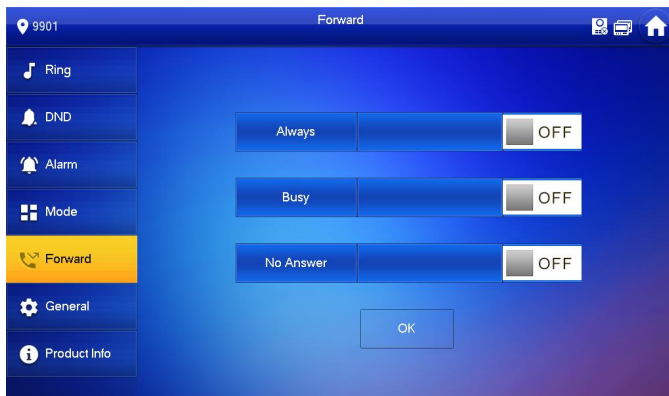 9901
Forward
Ring
DND
Alarm
Mode
Forward
General
Product Info
Always
OFF
Busy
OFF
No Answer
OFF
OK